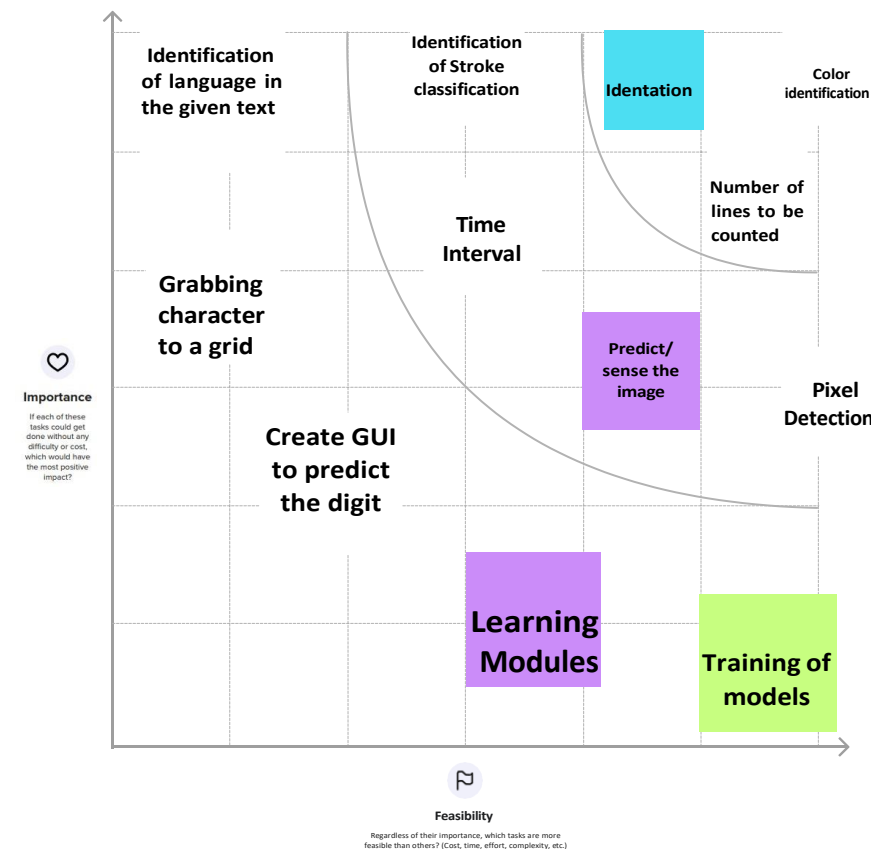 Identification
of language in
the given text
Identification
of Stroke
classification
Identation
Color
identification
Number of
lines to be
counted
Time
Interval
Grabbing
character
to a grid
Predict/
sense the
image
Pixel
Detection
Importance
If each of these
tasks could get
done without any
difficulty or cost,
which would have
the most positive
impact?
Create GUI
to predict
the digit
Learning
Modules
Training of
models
Feasibility
Regardless of their importance, which tasks are more
feasible than others? (Cost, time, effort, complexity, etc.)